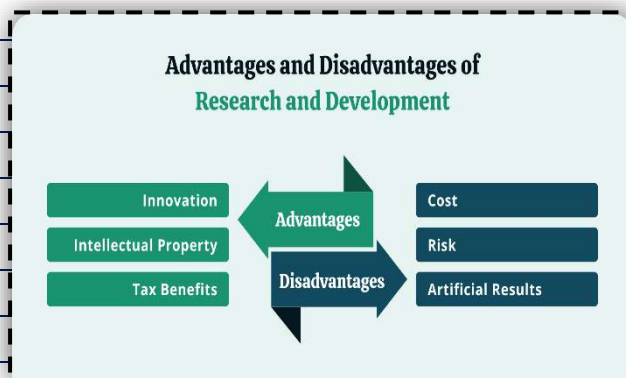 Advantages and Disadvantages of
Research and Development
Innovation
Intellectual Property
Tax Benefits
Advantages
Disadvantages
Cost
Risk
Artificial Results